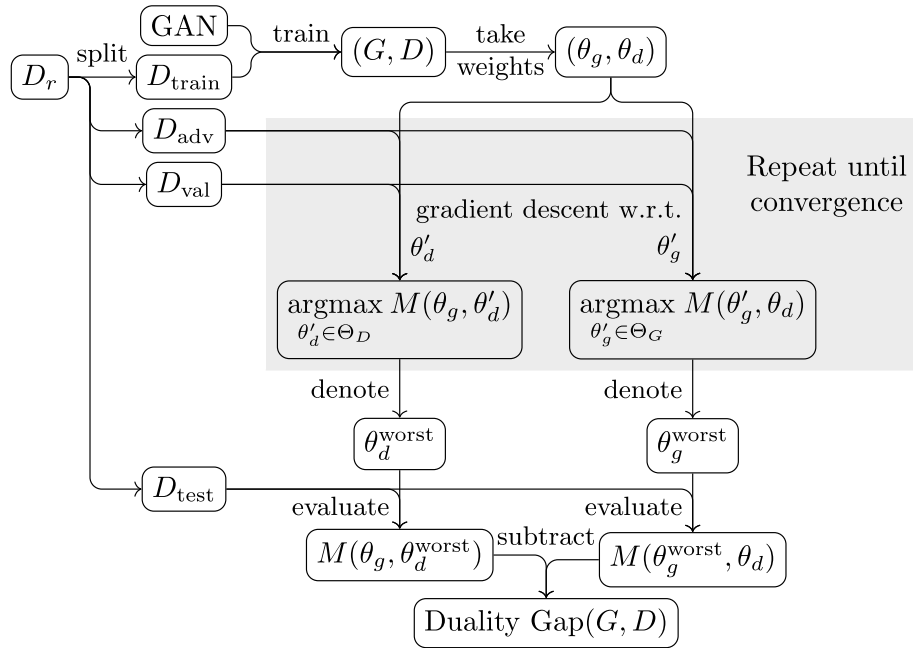 GAN
split
train
take
weights
D_r
D_train
(G, D)
(θ_g, θ_d)
D_adv
Repeat until
convergence
D_val
gradient descent w.r.t.
θ′_d
θ′_g
argmax M(θ_g, θ′_d)
θ′_d∈Θ_D
argmax M(θ′_g, θ_d)
θ′_g∈Θ_G
denote
denote
θ_d^worst
θ_g^worst
D_test
evaluate
evaluate
M(θ_g, θ_d^worst)
subtract
M(θ_g^worst, θ_d)
Duality Gap(G, D)